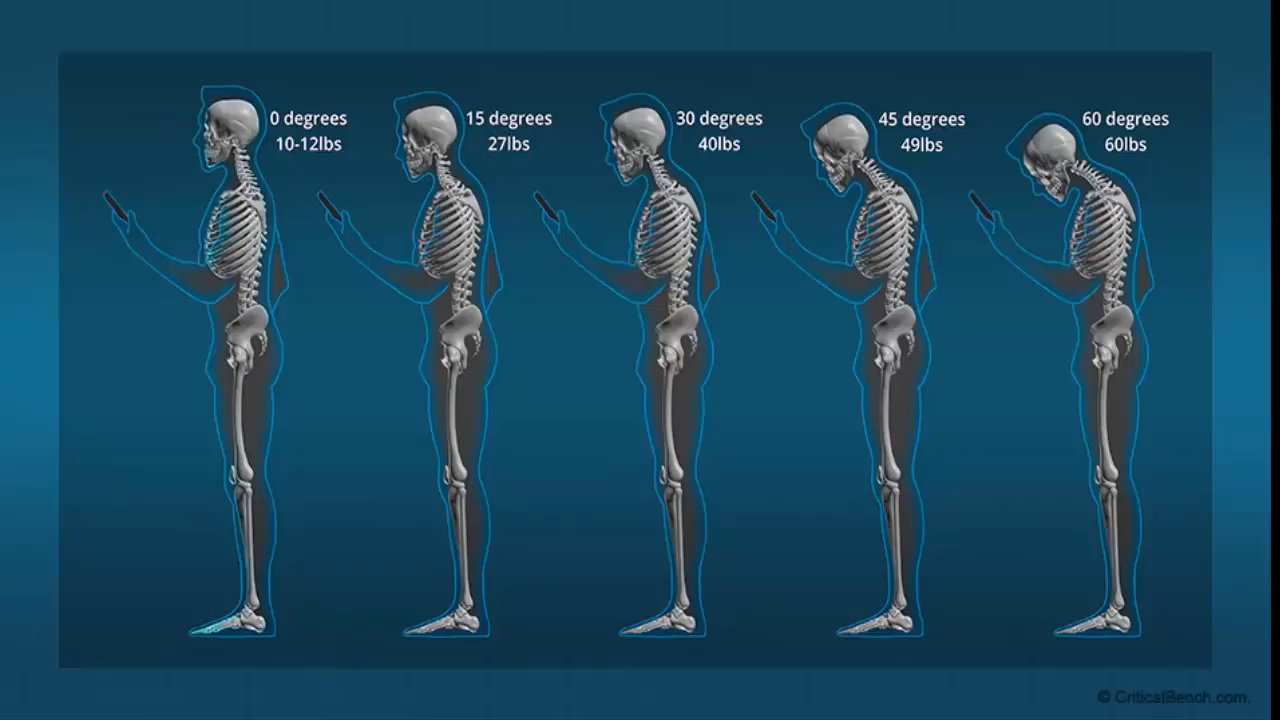 0 degrees
10-12lbs
15 degrees
27lbs
30 degrees
40lbs
45 degrees
49lbs
60 degrees
60lbs
© CriticalBench.com.